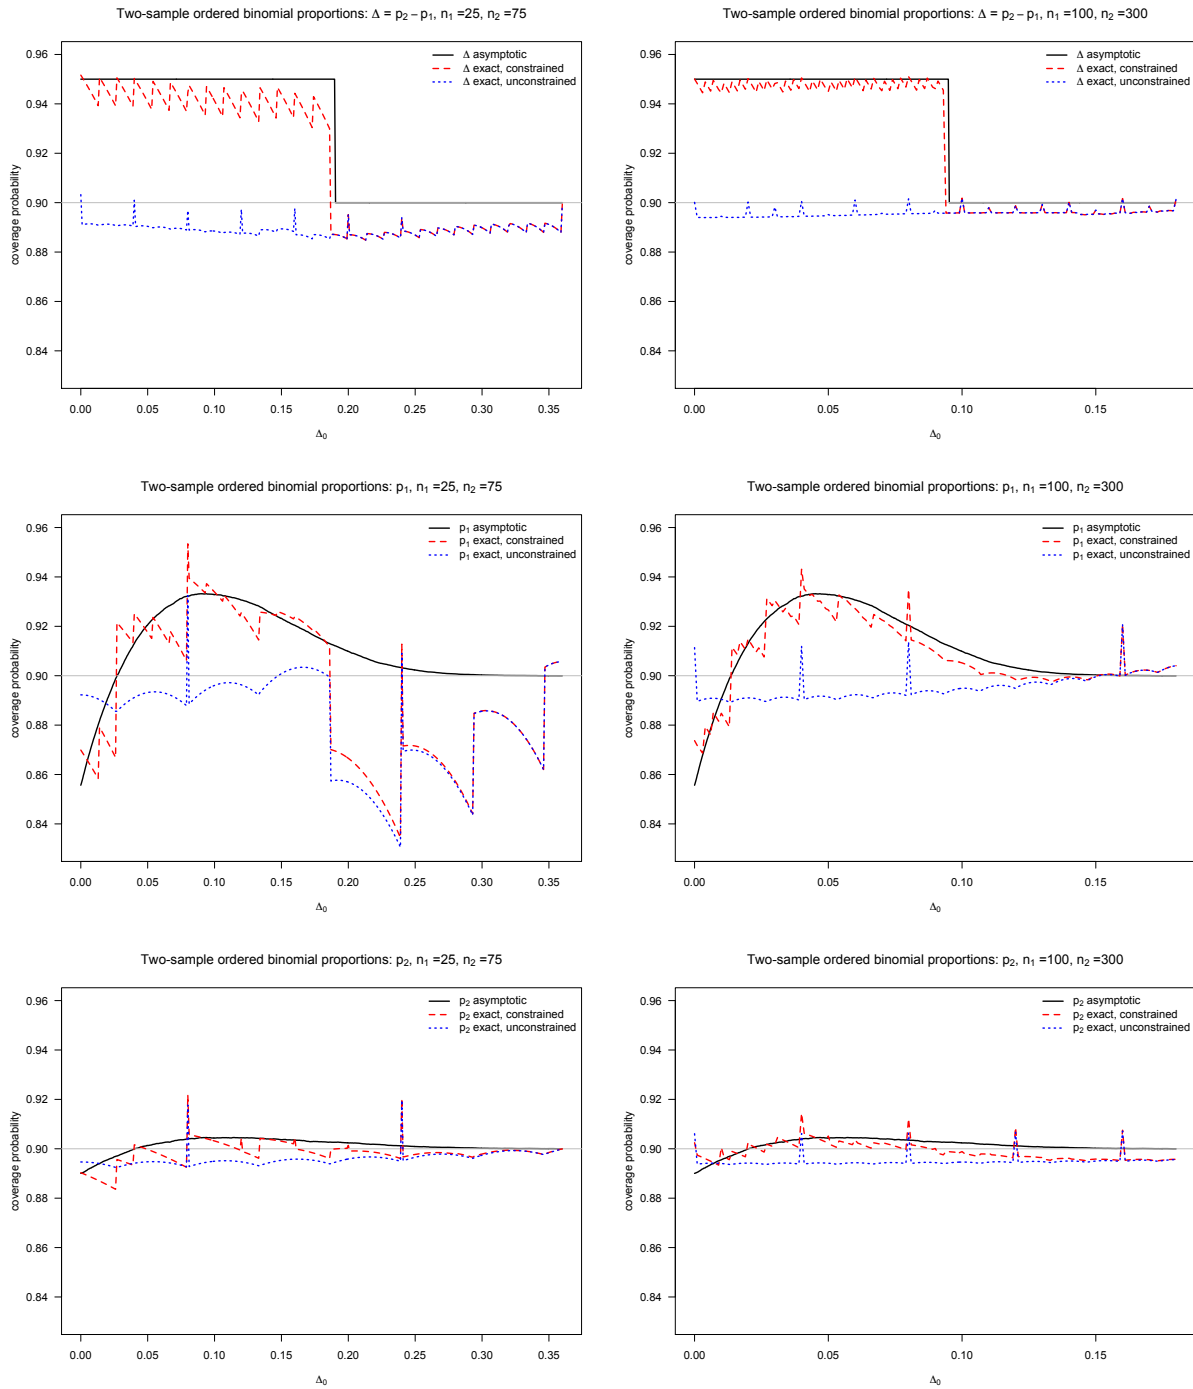 Two-sample ordered binomial proportions: Δ = p₂ – p₁, n₁ =25, n₂ =75
0.96
0.94
0.92
0.90
0.88
0.86
0.84
coverage probability
Δ asymptotic
Δ exact, constrained
Δ exact, unconstrained
0.00 0.05 0.10 0.15 0.20 0.25 0.30 0.35
Δ₀
Two-sample ordered binomial proportions: Δ = p₂ – p₁, n₁ =100, n₂ =300
0.96
0.94
0.92
0.90
0.88
0.86
0.84
coverage probability
Δ asymptotic
Δ exact, constrained
Δ exact, unconstrained
0.00 0.05 0.10 0.15
Δ₀
Two-sample ordered binomial proportions: p₁, n₁ =25, n₂ =75
0.96
0.94
0.92
0.90
0.88
0.86
0.84
coverage probability
p₁ asymptotic
p₁ exact, constrained
p₁ exact, unconstrained
0.00 0.05 0.10 0.15 0.20 0.25 0.30 0.35
Δ₀
Two-sample ordered binomial proportions: p₁, n₁ =100, n₂ =300
0.96
0.94
0.92
0.90
0.88
0.86
0.84
coverage probability
p₁ asymptotic
p₁ exact, constrained
p₁ exact, unconstrained
0.00 0.05 0.10 0.15
Δ₀
Two-sample ordered binomial proportions: p₂, n₁ =25, n₂ =75
0.96
0.94
0.92
0.90
0.88
0.86
0.84
coverage probability
p₂ asymptotic
p₂ exact, constrained
p₂ exact, unconstrained
0.00 0.05 0.10 0.15 0.20 0.25 0.30 0.35
Δ₀
Two-sample ordered binomial proportions: p₂, n₁ =100, n₂ =300
0.96
0.94
0.92
0.90
0.88
0.86
0.84
coverage probability
p₂ asymptotic
p₂ exact, constrained
p₂ exact, unconstrained
0.00 0.05 0.10 0.15
Δ₀